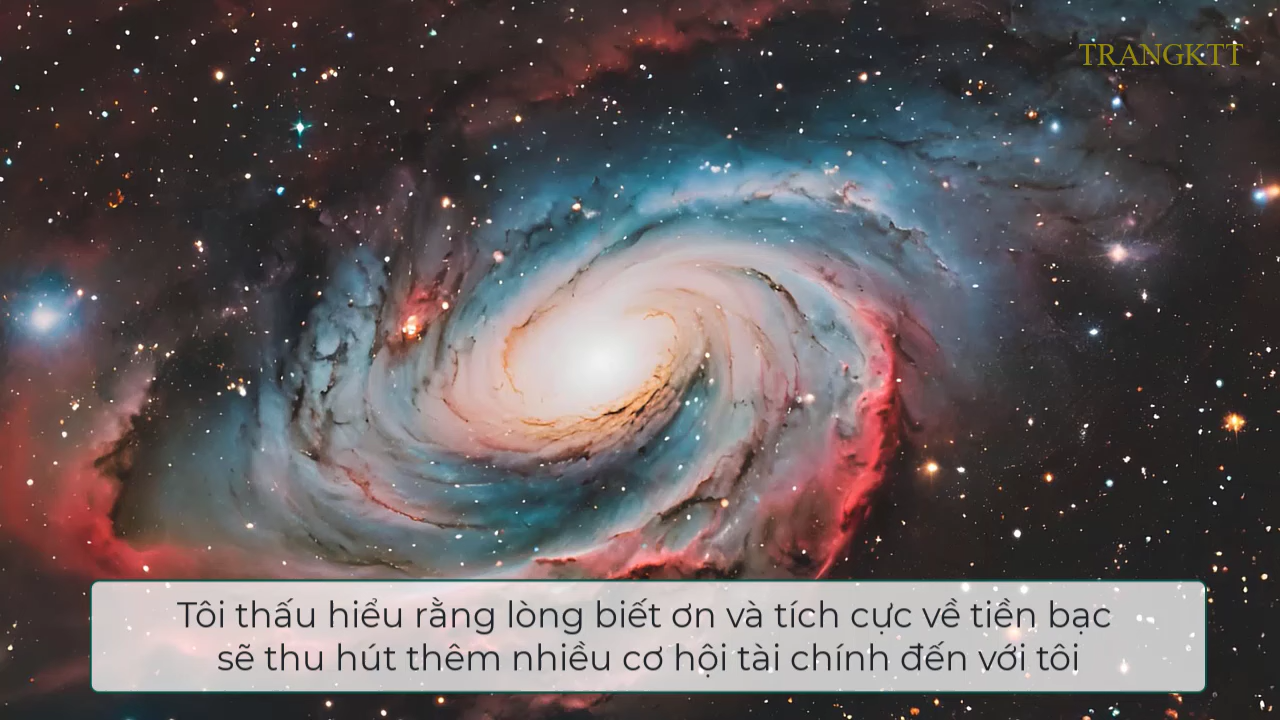 TRANGKTT
Tôi thấu hiểu rằng lòng biết ơn và tích cực về tiền bạc
sẽ thu hút thêm nhiều cơ hội tài chính đến với tôi